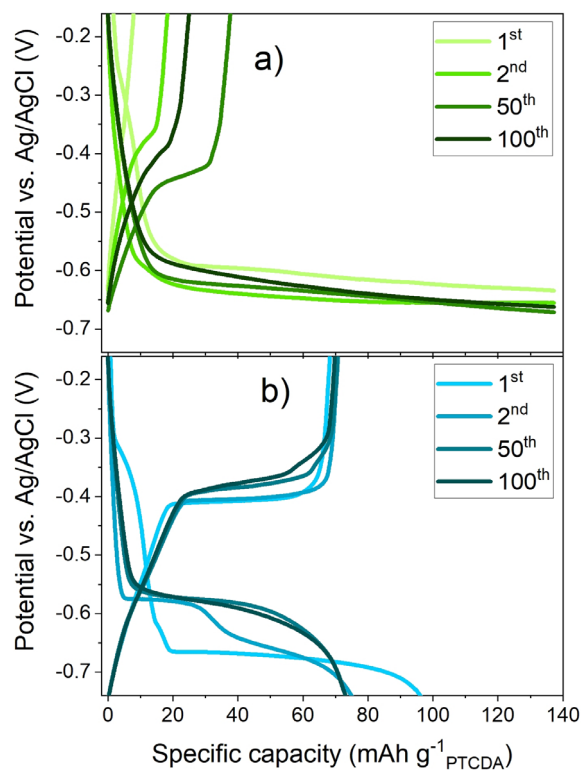 -0.2
-0.3
-0.4
-0.5
-0.6
-0.7
Potential vs. Ag/AgCl (V)
a)
1st
2nd
50th
100th
-0.2
-0.3
-0.4
-0.5
-0.6
-0.7
Potential vs. Ag/AgCl (V)
b)
1st
2nd
50th
100th
0 20 40 60 80 100 120 140
Specific capacity (mAh g-1PTCDA)